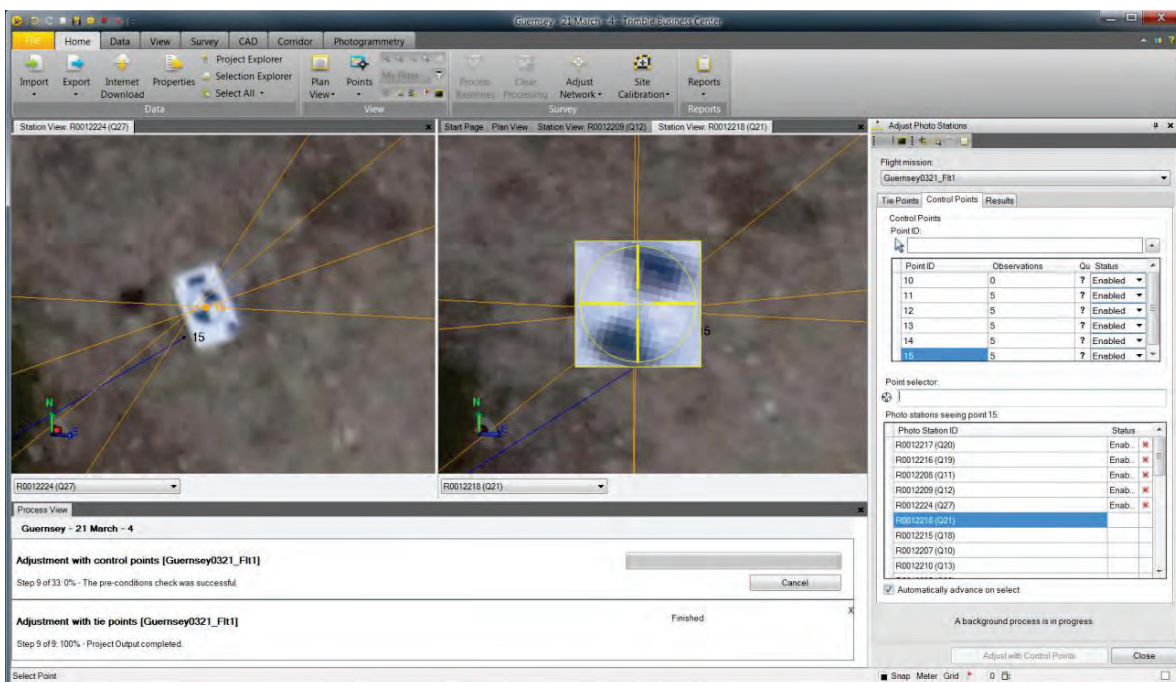 Guernsey - 21 March - 4 - Trimble Business Center
File Home Data View Survey CAD Corridor Photogrammetry
Import Export Internet Download Properties Project Explorer Selection Explorer Select All
Data
Plan View Points My Filter
View
Process Baselines Clear Processing Adjust Network Site Calibration
Survey
Reports
Reports
Station View: R0012224 (Q27)
Start Page Plan View Station View: R0012209 (Q12) Station View: R0012218 (Q21)
15
N
E
R0012224 (Q27)
5
N
R0012218 (Q21)
Process View
Guernsey - 21 March - 4
Adjustment with control points [Guernsey0321_Flt1]
Step 9 of 33: 0% - The pre-conditions check was successful.
Cancel
Adjustment with tie points [Guernsey0321_Flt1]
Finished
X
Step 9 of 9: 100% - Project Output completed.
Adjust Photo Stations
Flight mission:
Guernsey0321_Flt1
Tie Points Control Points Results
Control Points
Point ID:
Point ID Observations Qu Status
10 0 ? Enabled
11 5 ? Enabled
12 5 ? Enabled
13 5 ? Enabled
14 5 ? Enabled
15 5 ? Enabled
Point selector:
Photo stations seeing point 15:
Photo Station ID Status
R0012217 (Q20) Enab...
R0012216 (Q19) Enab...
R0012208 (Q11) Enab...
R0012209 (Q12) Enab...
R0012224 (Q27) Enab...
R0012218 (Q21)
R0012215 (Q18)
R0012207 (Q10)
R0012210 (Q13)
Automatically advance on select
A background process is in progress.
Adjust with Control Points Close
Select Point
Snap Meter Grid 0